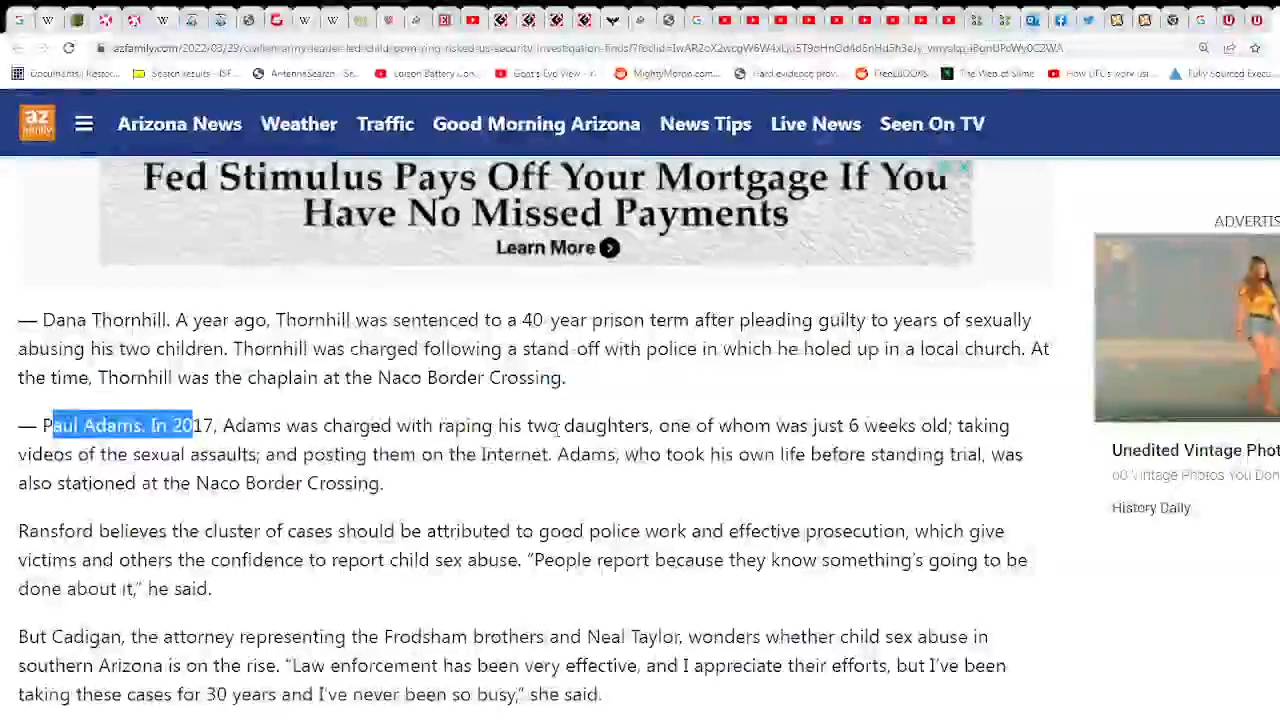 azfamily.com/2022/03/29/civilian-army-leader-led-child-porn-ring-risked-us-security-investigation-finds/?fbclid=
Documents, Resto...
Search results - ISF...
AntennaSearch - Se...
Loison Battery Con...
Goat's Eye View - r...
MightyMoron.com...
Hard evidence prov...
FreeEBOOKS
The Web of Slime
How UFC's work usi...
Fully Sourced Execu...
az
family
Arizona News
Weather
Traffic
Good Morning Arizona
News Tips
Live News
Seen On TV
Fed Stimulus Pays Off Your Mortgage If You
Have No Missed Payments
Learn More
ADVERTIS
— Dana Thornhill. A year ago, Thornhill was sentenced to a 40-year prison term after pleading guilty to years of sexually
abusing his two children. Thornhill was charged following a stand-off with police in which he holed up in a local church. At
the time, Thornhill was the chaplain at the Naco Border Crossing.
— Paul Adams. In 2017, Adams was charged with raping his two daughters, one of whom was just 6 weeks old; taking
videos of the sexual assaults; and posting them on the Internet. Adams, who took his own life before standing trial, was
also stationed at the Naco Border Crossing.
Unedited Vintage Phot
60 Vintage Photos You Don
History Daily
Ransford believes the cluster of cases should be attributed to good police work and effective prosecution, which give
victims and others the confidence to report child sex abuse. “People report because they know something’s going to be
done about it,” he said.
But Cadigan, the attorney representing the Frodsham brothers and Neal Taylor, wonders whether child sex abuse in
southern Arizona is on the rise. “Law enforcement has been very effective, and I appreciate their efforts, but I’ve been
taking these cases for 30 years and I’ve never been so busy,” she said.